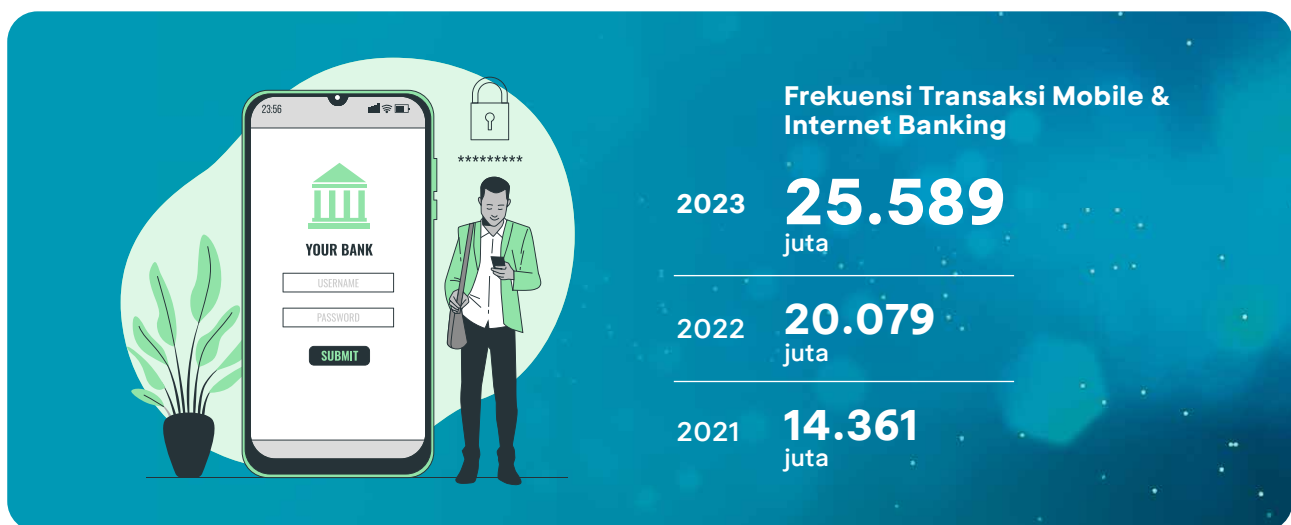 23:56
*********
YOUR BANK
USERNAME
PASSWORD
SUBMIT
Frekuensi Transaksi Mobile &
Internet Banking
2023
25.589
juta
2022
20.079
juta
2021
14.361
juta